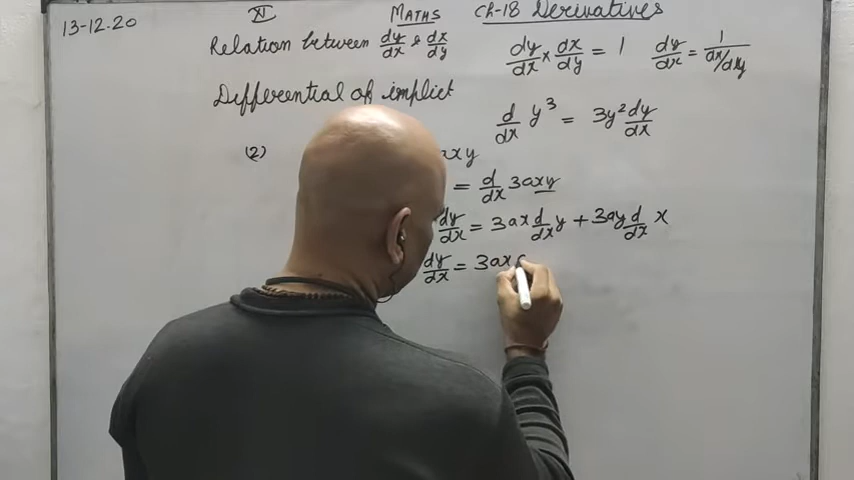 13-12-20
XI
MATHS Ch-18 Derivatives
Relation between dy/dx & dx/dy
dy/dx × dx/dy = 1 dy/dx = 1/dx/dy
Differential of implict
d/dx y³ = 3y² dy/dx
(2) axy
= d/dx 3axy
dy/dx = 3ax d/dx y + 3ay d/dx x
dy/dx = 3ax